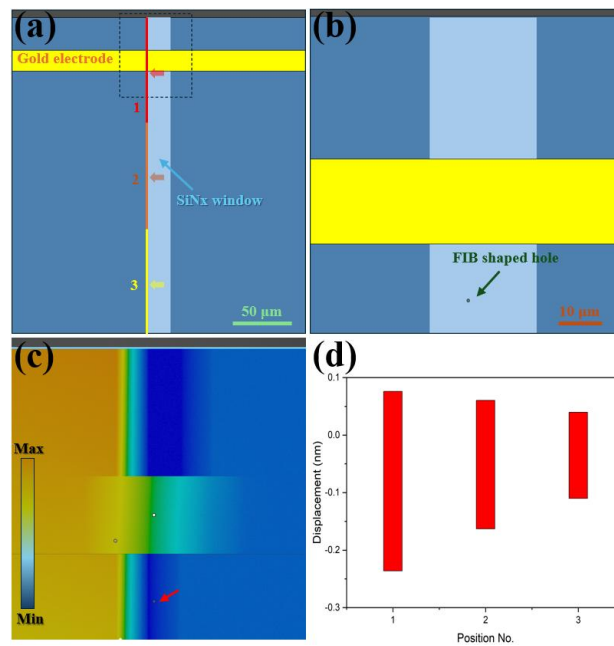 (a)
Gold electrode
1
2
SiNx window
3
50 μm
(b)
FIB shaped hole
10 μm
(c)
Max
Min
(d)
0.1
0.0
-0.1
-0.2
-0.3
Displacement (nm)
1 2 3
Position No.